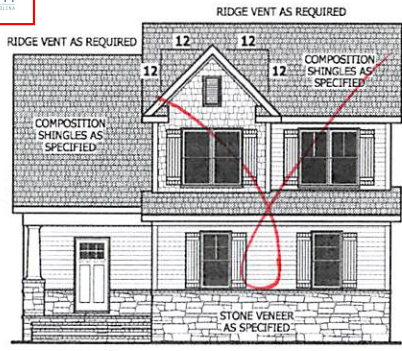 OLINA
RIDGE VENT AS REQUIRED
RIDGE VENT AS REQUIRED
12
12
12
12
COMPOSITION
SHINGLES AS
SPECIFIED
COMPOSITION
SHINGLES AS
SPECIFIED
STONE VENEER
AS SPECIFIED